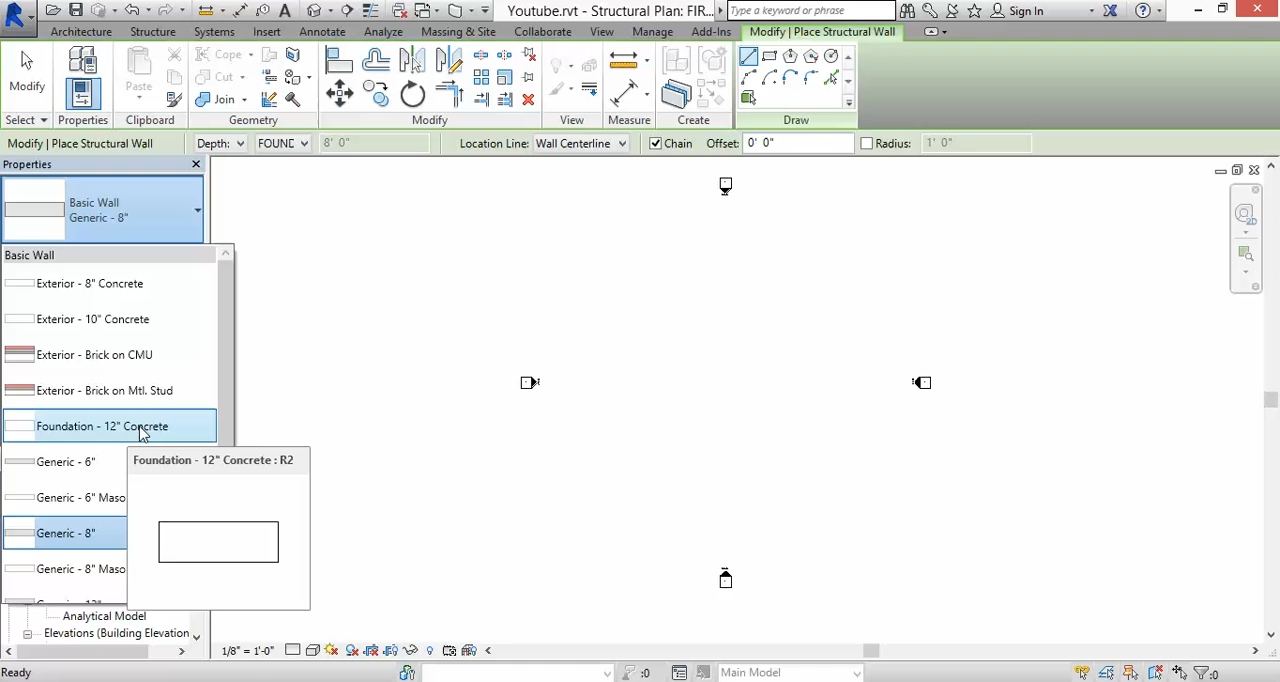 Youtube.rvt - Structural Plan: FIR...
Type a keyword or phrase
Sign In
Architecture
Structure
Systems
Insert
Annotate
Analyze
Massing & Site
Collaborate
View
Manage
Add-Ins
Modify | Place Structural Wall
Modify
Paste
Cope
Cut
Join
Select
Properties
Clipboard
Geometry
Modify
View
Measure
Create
Draw
Modify | Place Structural Wall
Depth:
FOUNE
8' 0"
Location Line:
Wall Centerline
Chain
Offset:
0' 0"
Radius:
1' 0"
Properties
Basic Wall
Generic - 8"
2D
Basic Wall
Exterior - 8" Concrete
Exterior - 10" Concrete
Exterior - Brick on CMU
Exterior - Brick on Mtl. Stud
Foundation - 12" Concrete
Foundation - 12" Concrete : R2
Generic - 6"
Generic - 6" Maso
Generic - 8"
Generic - 8" Maso
Analytical Model
Elevations (Building Elevation
1/8" = 1'-0"
Ready
:0
Main Model
:0